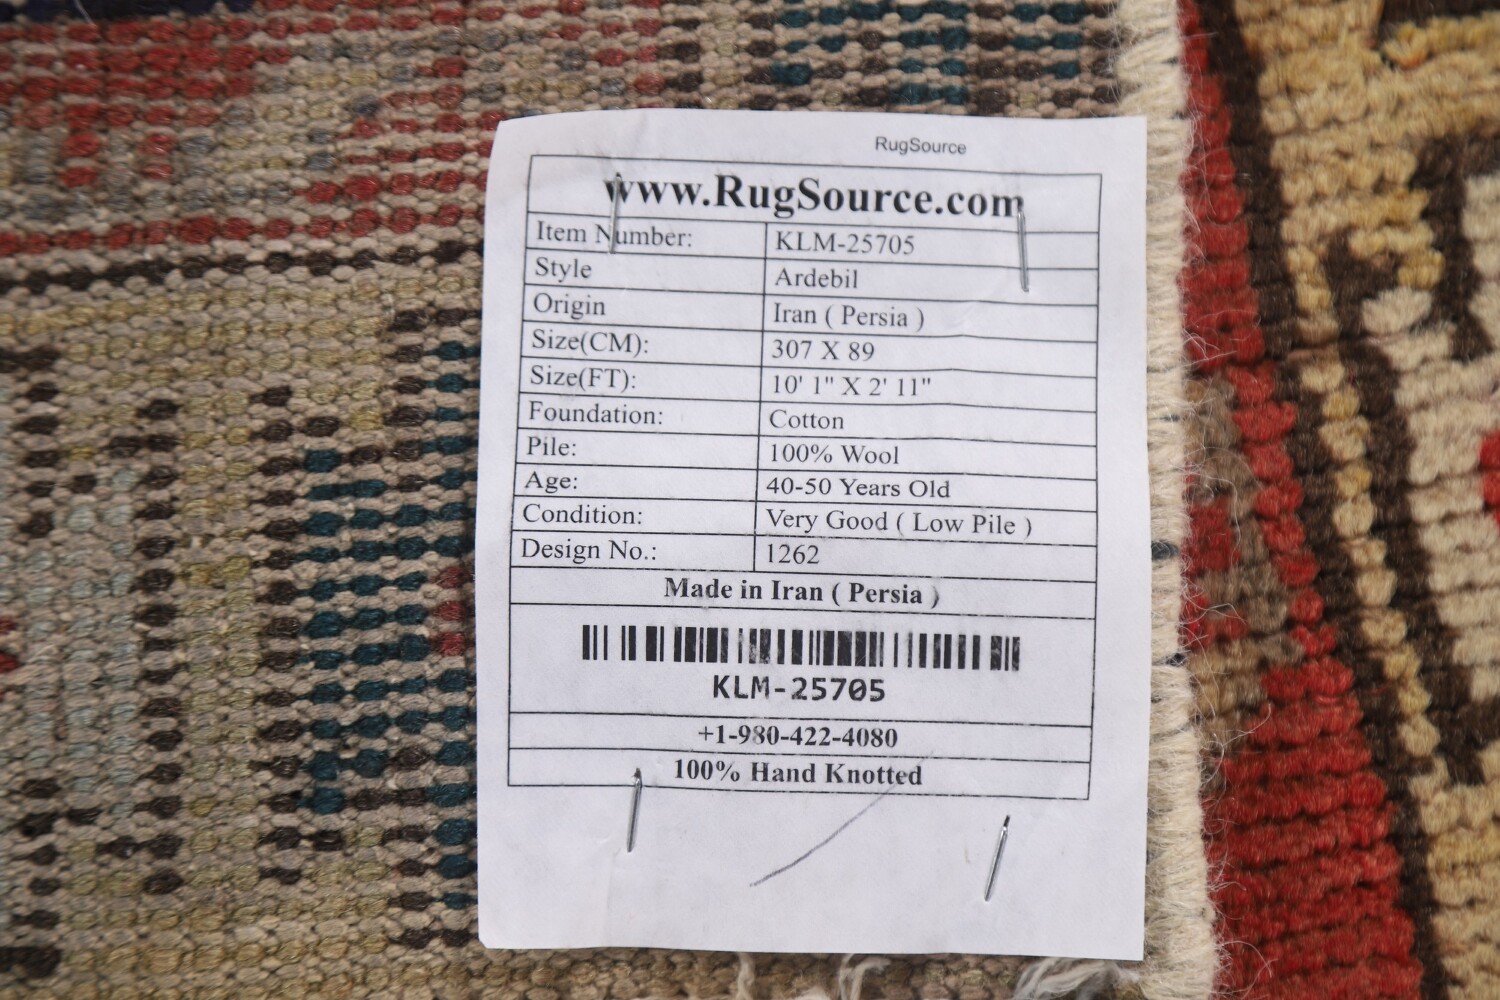 RugSource
www.RugSource.com
Item Number: KLM-25705
Style Ardebil
Origin Iran ( Persia )
Size(CM): 307 X 89
Size(FT): 10' 1" X 2' 11"
Foundation: Cotton
Pile: 100% Wool
Age: 40-50 Years Old
Condition: Very Good ( Low Pile )
Design No.: 1262
Made in Iran ( Persia )
KLM-25705
+1-980-422-4080
100% Hand Knotted